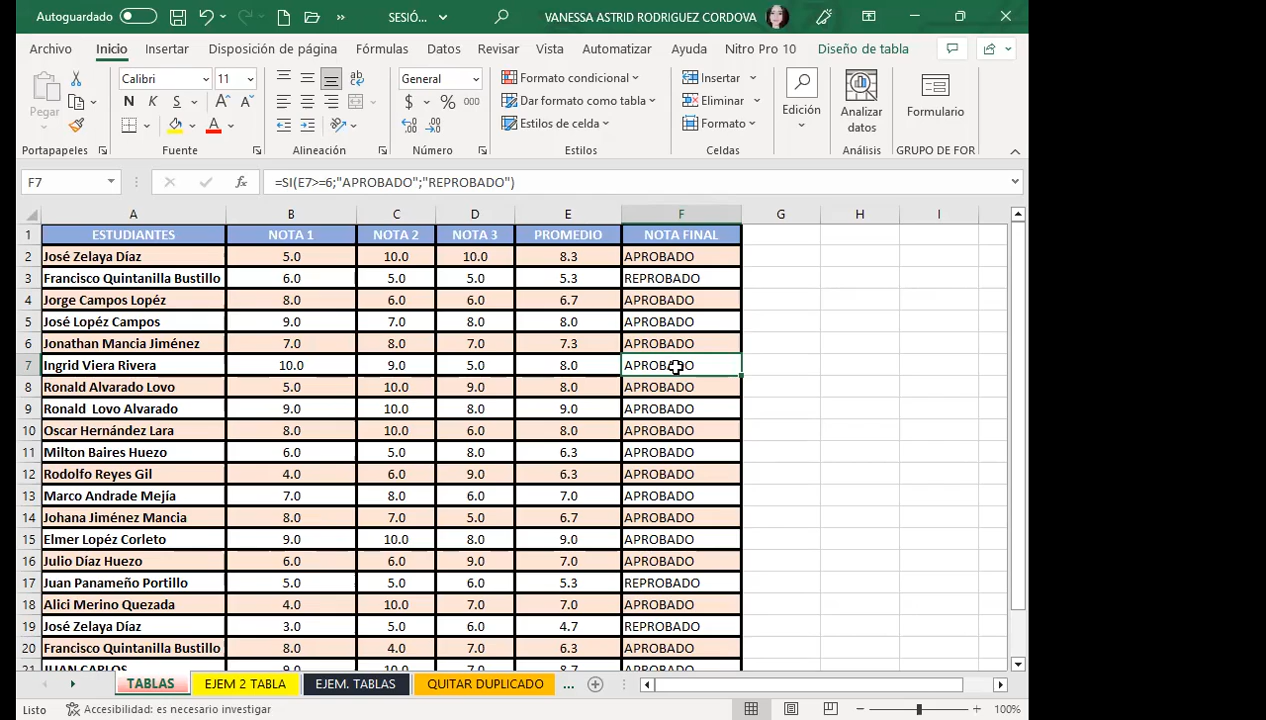 Autoguardado SESIÓ... VANESSA ASTRID RODRIGUEZ CORDOVA
Archivo Inicio Insertar Disposición de página Fórmulas Datos Revisar Vista Automatizar Ayuda Nitro Pro 10 Diseño de tabla
Pegar
Portapapeles
Calibri 11
N K S
Fuente
Alineación
General
$ % 000
Número
Formato condicional
Dar formato como tabla
Estilos de celda
Estilos
Insertar
Eliminar
Formato
Celdas
Edición
Analizar
datos
Análisis
Formulario
GRUPO DE FOR
F7 fx =SI(E7>=6;"APROBADO";"REPROBADO")
A B C D E F G H I
1 ESTUDIANTES NOTA 1 NOTA 2 NOTA 3 PROMEDIO NOTA FINAL
2 José Zelaya Díaz 5.0 10.0 10.0 8.3 APROBADO
3 Francisco Quintanilla Bustillo 6.0 5.0 5.0 5.3 REPROBADO
4 Jorge Campos Lopéz 8.0 6.0 6.0 6.7 APROBADO
5 José Lopéz Campos 9.0 7.0 8.0 8.0 APROBADO
6 Jonathan Mancia Jiménez 7.0 8.0 7.0 7.3 APROBADO
7 Ingrid Viera Rivera 10.0 9.0 5.0 8.0 APROBADO
8 Ronald Alvarado Lovo 5.0 10.0 9.0 8.0 APROBADO
9 Ronald Lovo Alvarado 9.0 10.0 8.0 9.0 APROBADO
10 Oscar Hernández Lara 8.0 10.0 6.0 8.0 APROBADO
11 Milton Baires Huezo 6.0 5.0 8.0 6.3 APROBADO
12 Rodolfo Reyes Gil 4.0 6.0 9.0 6.3 APROBADO
13 Marco Andrade Mejía 7.0 8.0 6.0 7.0 APROBADO
14 Johana Jiménez Mancia 8.0 7.0 5.0 6.7 APROBADO
15 Elmer Lopéz Corleto 9.0 10.0 8.0 9.0 APROBADO
16 Julio Díaz Huezo 6.0 6.0 9.0 7.0 APROBADO
17 Juan Panameño Portillo 5.0 5.0 6.0 5.3 REPROBADO
18 Alici Merino Quezada 4.0 10.0 7.0 7.0 APROBADO
19 José Zelaya Díaz 3.0 5.0 6.0 4.7 REPROBADO
20 Francisco Quintanilla Bustillo 8.0 4.0 7.0 6.3 APROBADO
21 JUAN CARLOS 9.0 10.0 7.0 8.7 APROBADO
TABLAS EJEM 2 TABLA EJEM. TABLAS QUITAR DUPLICADO ...
Listo Accesibilidad: es necesario investigar 100%